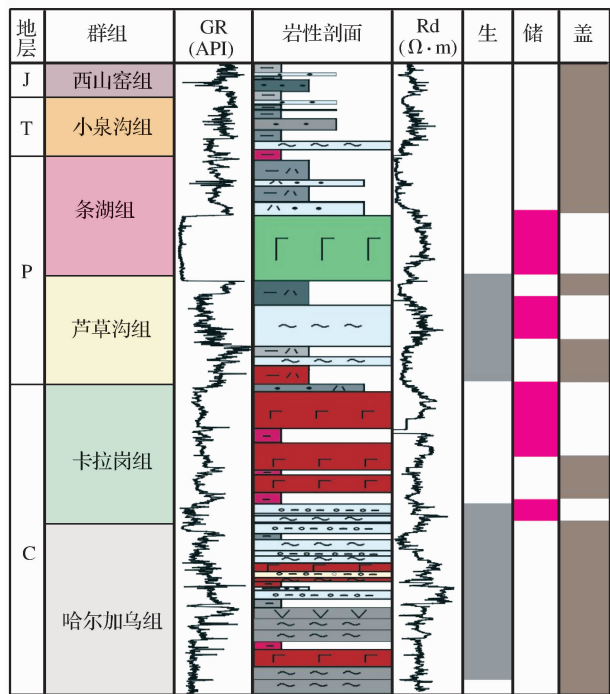 地层 群组 GR (API) 岩性剖面 Rd (Ω·m) 生 储 盖
J 西山窑组
T 小泉沟组
P 条湖组
芦草沟组
C 卡拉岗组
哈尔加乌组